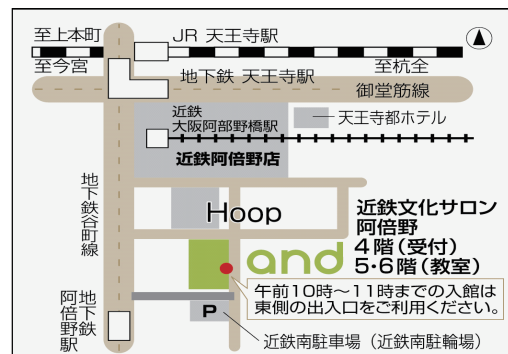 至上本町
JR 天王寺駅
至今宮
地下鉄 天王寺駅
至杭全
御堂筋線
近鉄
大阪阿部野橋駅
天王寺都ホテル
近鉄阿倍野店
地下鉄谷町線
Hoop
近鉄文化サロン
阿倍野
4階(受付)
5・6階(教室)
and
午前10時〜11時までの入館は
東側の出入口をご利用ください。
地下鉄
阿倍野駅
P
近鉄南駐車場(近鉄南駐輪場)